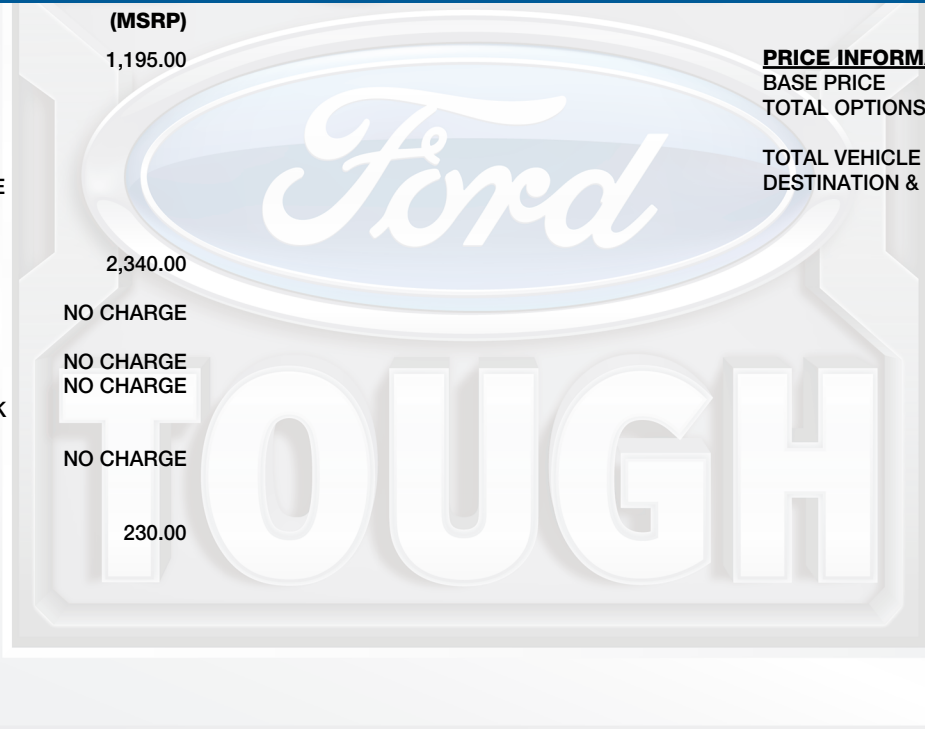 (MSRP)
1,195.00
PRICE INFORM
BASE PRICE
TOTAL OPTIONS
TOTAL VEHICLE
DESTINATION &
E
2,340.00
NO CHARGE
NO CHARGE
NO CHARGE
K
NO CHARGE
230.00
Ford
TOUGH